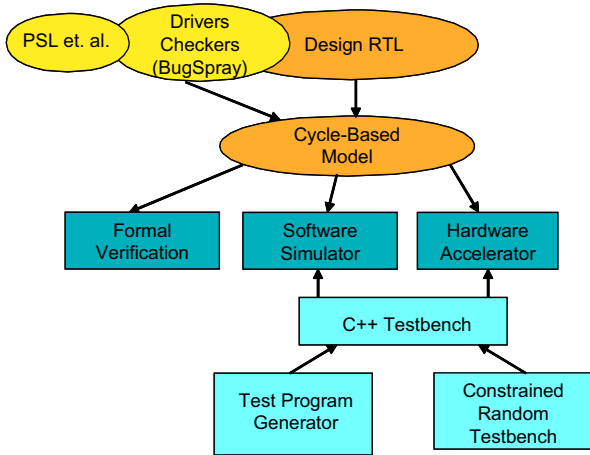 PSL et. al.
Drivers
Checkers
(BugSpray)
Design RTL
Cycle-Based
Model
Formal
Verification
Software
Simulator
Hardware
Accelerator
C++ Testbench
Test Program
Generator
Constrained
Random
Testbench